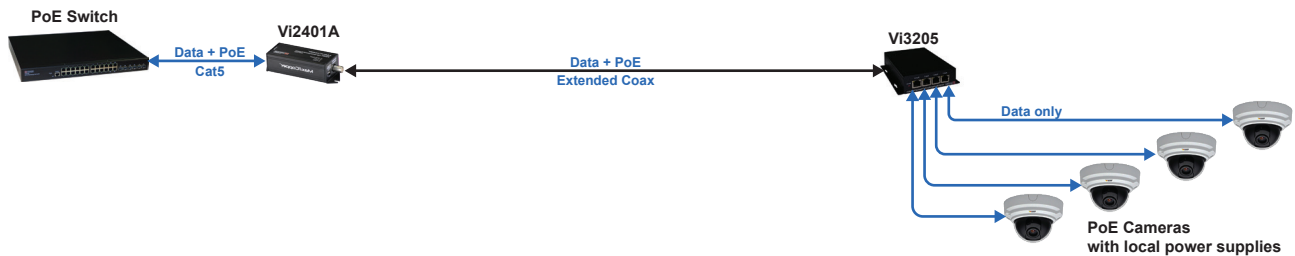 PoE Switch
Vi2401A
Vi3205
Data + PoE
Cat5
Data + PoE
Extended Coax
Data only
PoE Cameras
with local power supplies